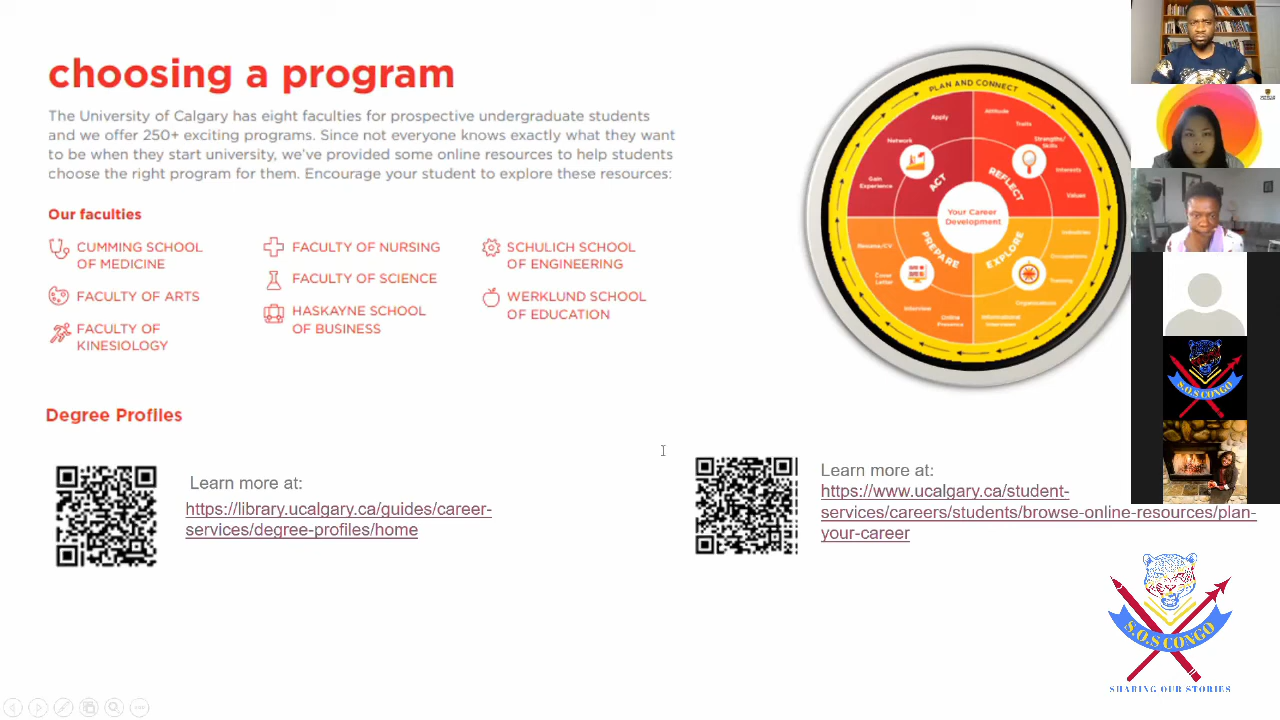 choosing a program
The University of Calgary has eight faculties for prospective undergraduate students
and we offer 250+ exciting programs. Since not everyone knows exactly what they want
to be when they start university, we've provided some online resources to help students
choose the right program for them. Encourage your student to explore these resources:
Our faculties
CUMMING SCHOOL
OF MEDICINE
FACULTY OF ARTS
FACULTY OF
KINESIOLOGY
FACULTY OF NURSING
FACULTY OF SCIENCE
HASKAYNE SCHOOL
OF BUSINESS
SCHULICH SCHOOL
OF ENGINEERING
WERKLUND SCHOOL
OF EDUCATION
PLAN AND CONNECT
Apply
Network
Gain
Experience
ACT
Attitude
Traits
Strengths/
Skills
Interests
Values
REFLECT
Your Career
Development
PREPARE
Resume/CV
Cover
Letter
Interview
Online
Presence
EXPLORE
Industries
Occupations
Training
Organizations
Informational
Interviews
Degree Profiles
Learn more at:
https://library.ucalgary.ca/guides/career-
services/degree-profiles/home
Learn more at:
https://www.ucalgary.ca/student-
services/careers/students/browse-online-resources/plan-
your-career
S.O.S CONGO
S.O.S CONGO
SHARING OUR STORIES